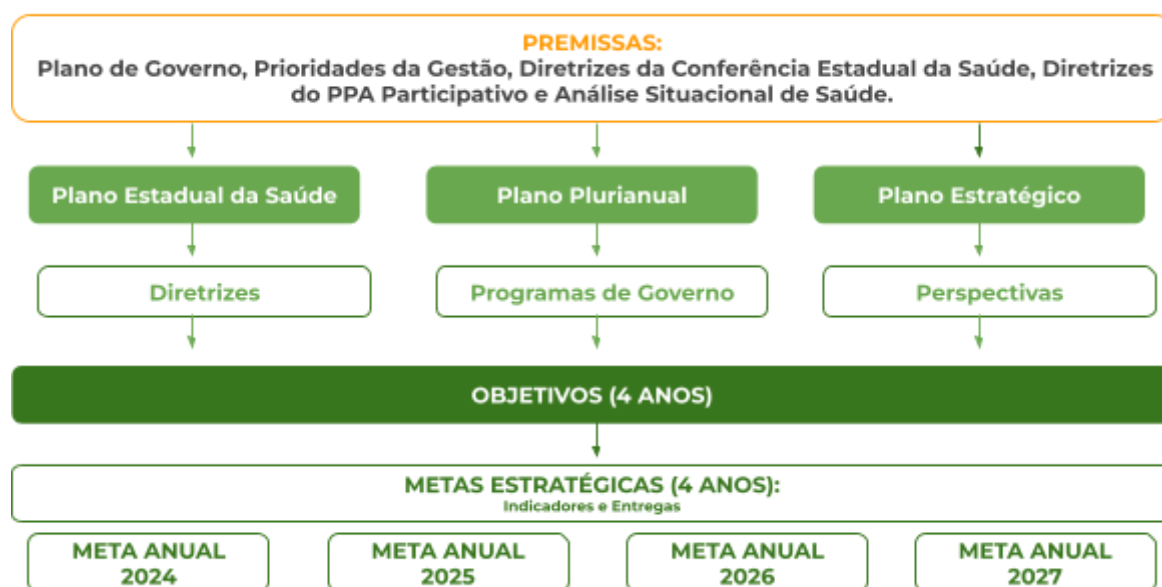 PREMISSAS:
Plano de Governo, Prioridades da Gestão, Diretrizes da Conferência Estadual da Saúde, Diretrizes
do PPA Participativo e Análise Situacional de Saúde.
Plano Estadual da Saúde
Plano Plurianual
Plano Estratégico
Diretrizes
Programas de Governo
Perspectivas
OBJETIVOS (4 ANOS)
METAS ESTRATÉGICAS (4 ANOS):
Indicadores e Entregas
META ANUAL
2024
META ANUAL
2025
META ANUAL
2026
META ANUAL
2027